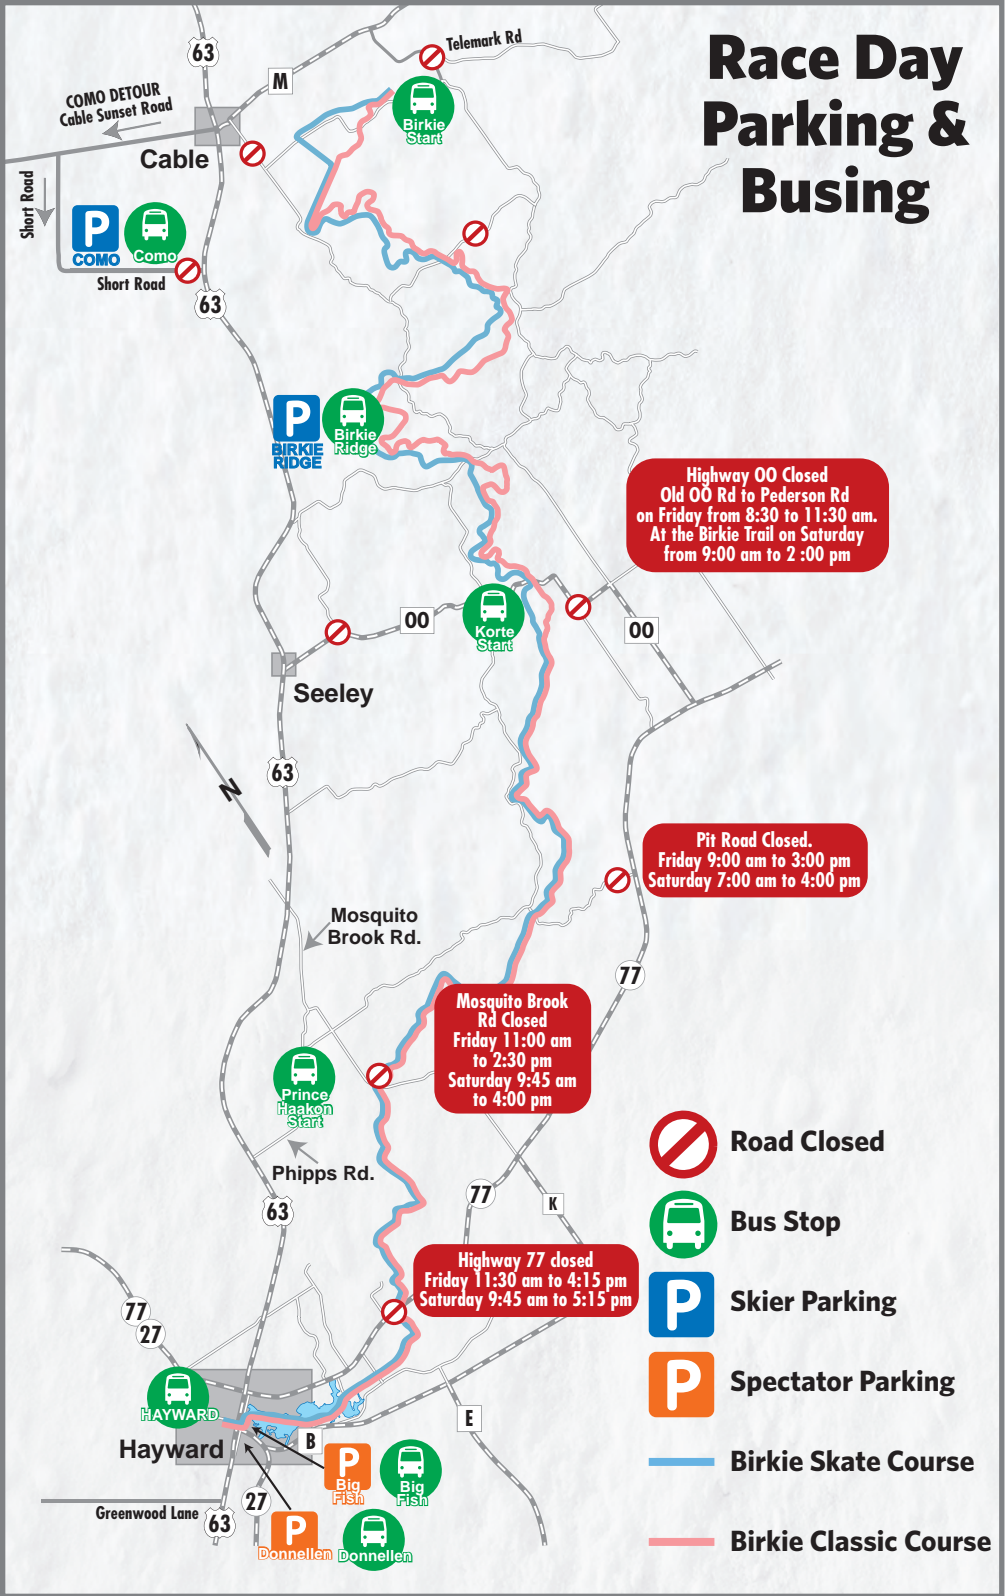 Race Day
Parking &
Busing
63
Telemark Rd
M
COMO DETOUR
Cable Sunset Road
Birkie
Start
Cable
Short Road
P
COMO
Como
Short Road
63
P
BIRKIE
RIDGE
Birkie
Ridge
Highway OO Closed
Old OO Rd to Pederson Rd
on Friday from 8:30 to 11:30 am.
At the Birkie Trail on Saturday
from 9:00 am to 2 :00 pm
OO
Korte
Start
OO
Seeley
N
63
Pit Road Closed.
Friday 9:00 am to 3:00 pm
Saturday 7:00 am to 4:00 pm
Mosquito
Brook Rd.
77
Mosquito Brook
Rd Closed
Friday 11:00 am
to 2:30 pm
Saturday 9:45 am
to 4:00 pm
Prince
Haakon
Start
Phipps Rd.
77
K
63
Highway 77 closed
Friday 11:30 am to 4:15 pm
Saturday 9:45 am to 5:15 pm
77
27
HAYWARD
Hayward
B
E
P
Big
Fish
Big
Fish
Greenwood Lane
63
27
P
Donnellen
Donnellen
Road Closed
Bus Stop
P
Skier Parking
P
Spectator Parking
Birkie Skate Course
Birkie Classic Course